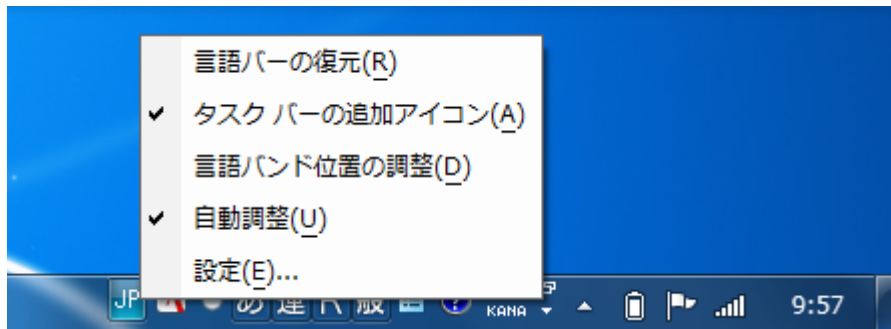 言語バーの復元(R)
タスク バーの追加アイコン(A)
言語バンド位置の調整(D)
自動調整(U)
設定(E)...
JP あ 連 R 般 ? KANA 9:57